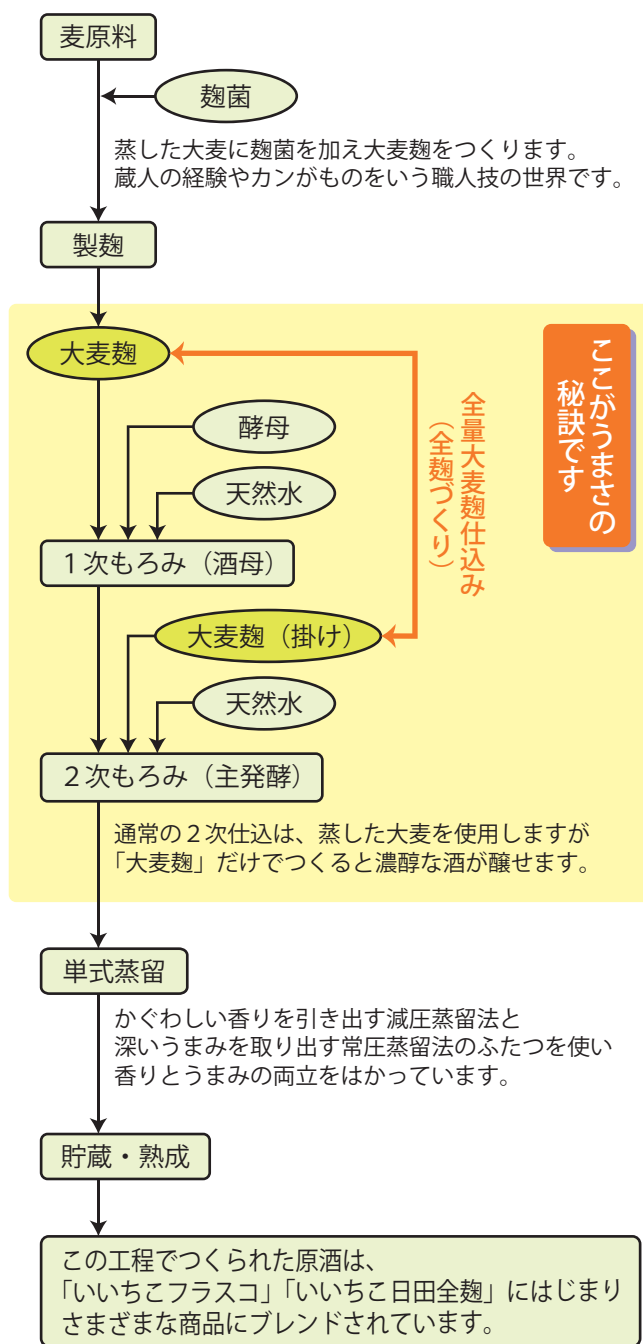 麦原料
麹菌
蒸した大麦に麹菌を加え大麦麹をつくります。
蔵人の経験やカンがものをいう職人技の世界です。
製麹
ここがうまさの
秘訣です
大麦麹
全量大麦麹仕込み
（全麹づくり）
酵母
天然水
１次もろみ（酒母）
大麦麹（掛け）
天然水
２次もろみ（主発酵）
通常の２次仕込は、蒸した大麦を使用しますが
「大麦麹」だけでつくると濃醇な酒が醸せます。
単式蒸留
かぐわしい香りを引き出す減圧蒸留法と
深いうまみを取り出す常圧蒸留法のふたつを使い
香りとうまみの両立をはかっています。
貯蔵・熟成
この工程でつくられた原酒は、
「いいちこフラスコ」「いいちこ日田全麹」にはじまり
さまざまな商品にブレンドされています。